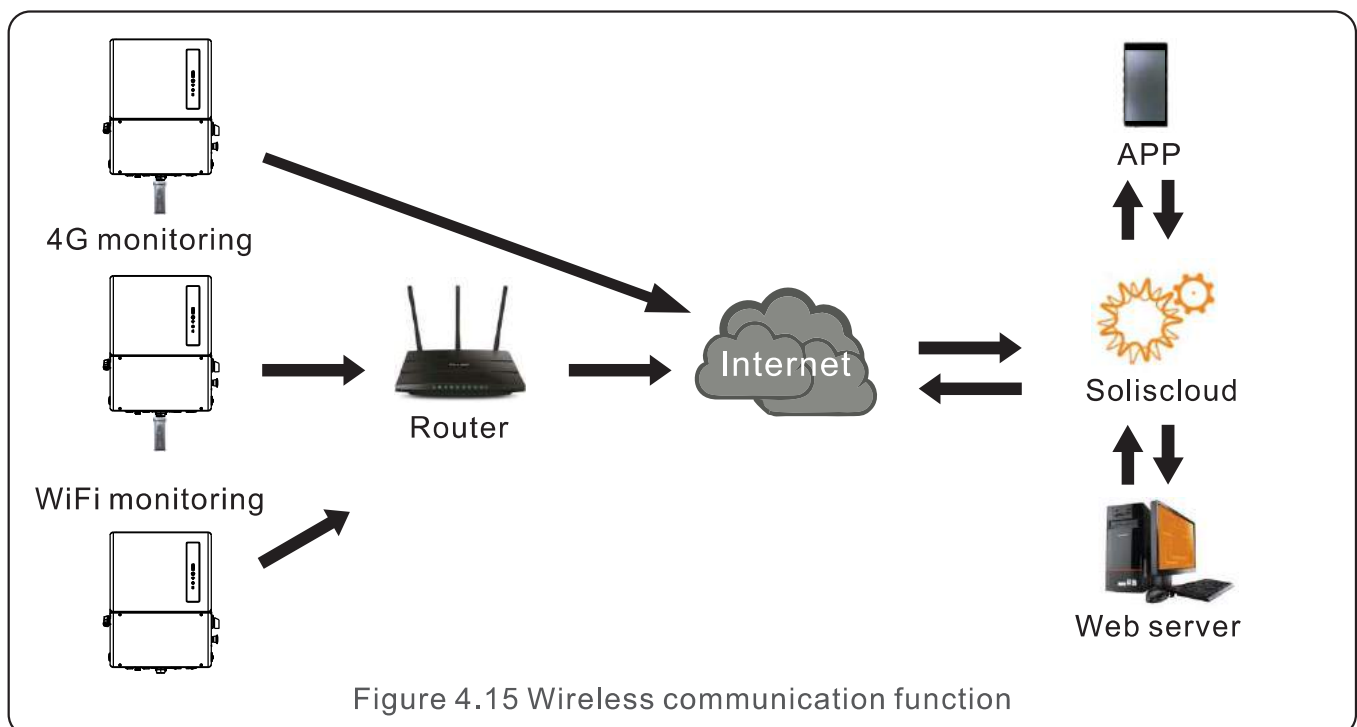 4G monitoring
WiFi monitoring
Router
Internet
APP
Soliscloud
Web server
Figure 4.15 Wireless communication function